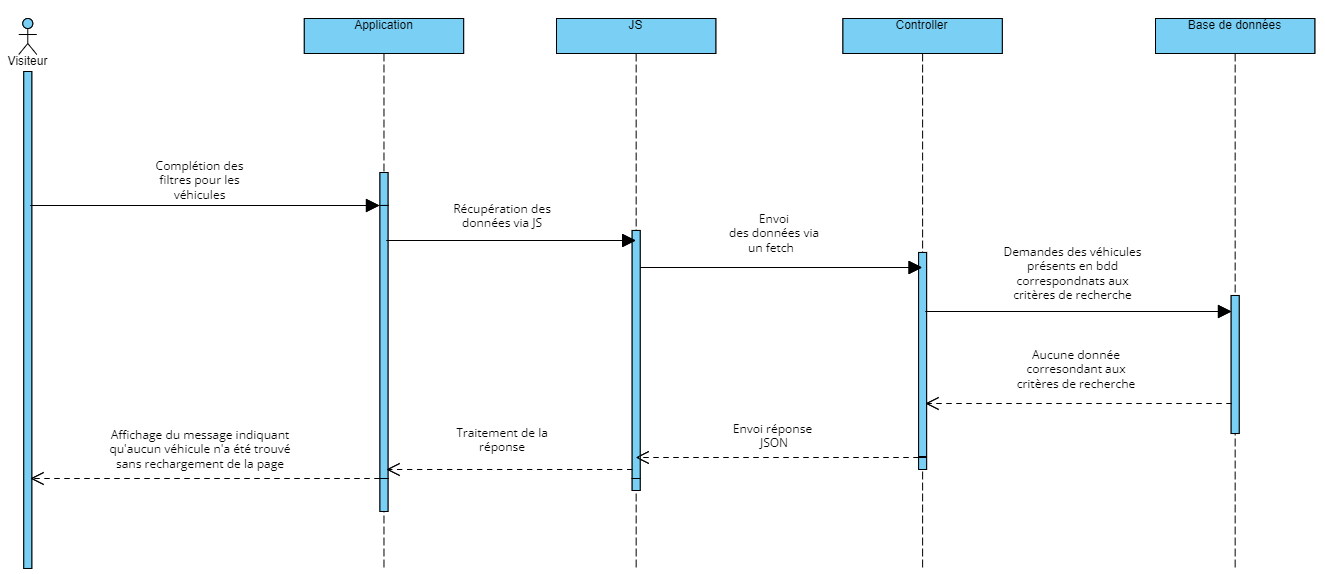 Visiteur
Application
JS
Controller
Base de données
Complétion des
filtres pour les
véhicules
Récupération des
données via JS
Envoi
des données via
un fetch
Demandes des véhicules
présents en bdd
correspondnats aux
critères de recherche
Aucune donnée
corresondant aux
critères de recherche
Envoi réponse
JSON
Traitement de la
réponse
Affichage du message indiquant
qu'aucun véhicule n'a été trouvé
sans rechargement de la page